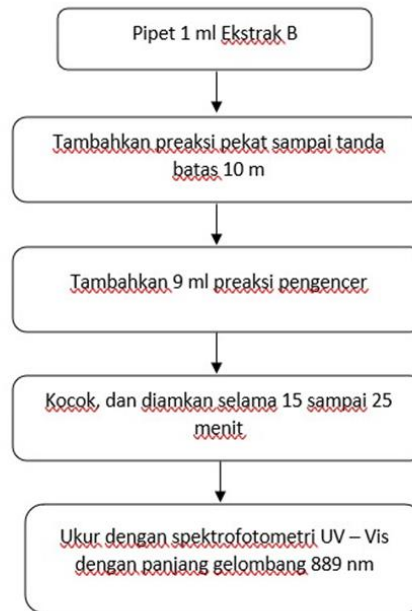 Pipet 1 ml Ekstrak B
Tambahkan preaksi pekat sampai tanda
batas 10 m
Tambahkan 9 ml preaksi pengencer
Kocok, dan diamkan selama 15 sampai 25
menit
Ukur dengan spektrofotometri UV – Vis
dengan panjang gelombang 889 nm